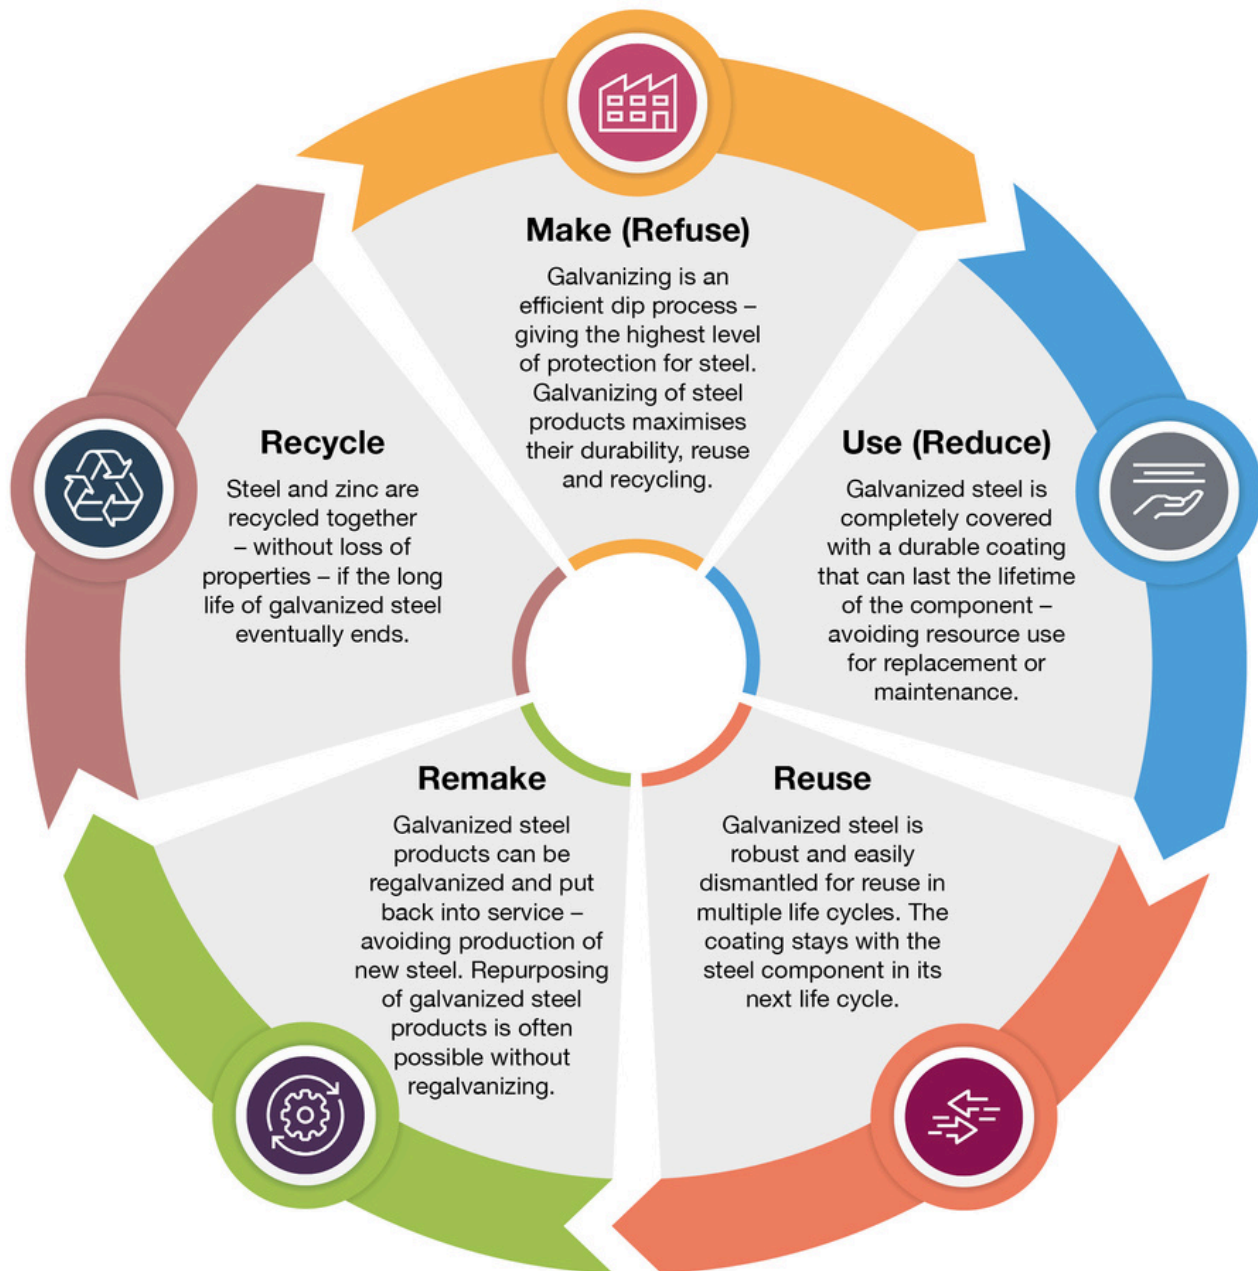 Make (Refuse)
Galvanizing is an
efficient dip process –
giving the highest level
of protection for steel.
Galvanizing of steel
products maximises
their durability, reuse
and recycling.
Use (Reduce)
Galvanized steel is
completely covered
with a durable coating
that can last the lifetime
of the component –
avoiding resource use
for replacement or
maintenance.
Reuse
Galvanized steel is
robust and easily
dismantled for reuse in
multiple life cycles. The
coating stays with the
steel component in its
next life cycle.
Remake
Galvanized steel
products can be
regalvanized and put
back into service –
avoiding production of
new steel. Repurposing
of galvanized steel
products is often
possible without
regalvanizing.
Recycle
Steel and zinc are
recycled together
– without loss of
properties – if the long
life of galvanized steel
eventually ends.